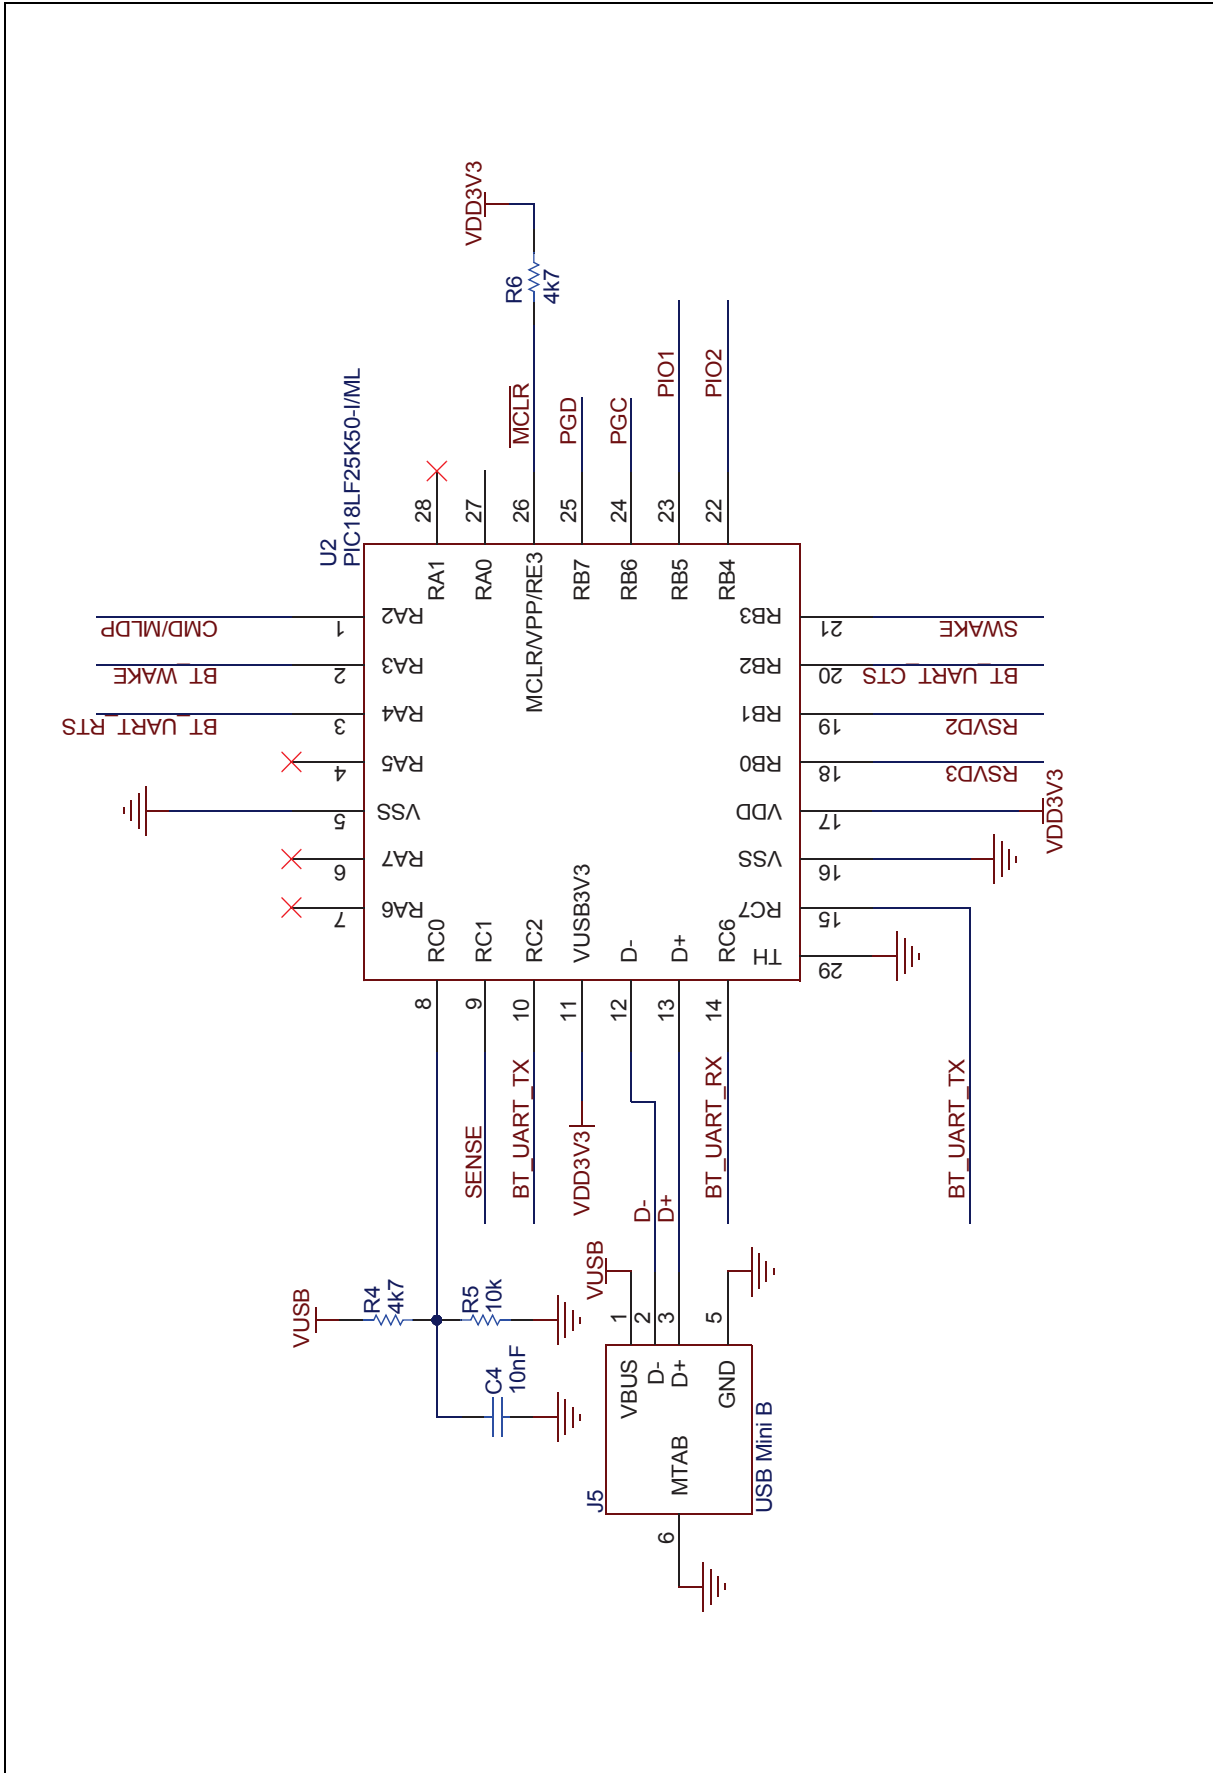 VDD3V3
R6
4k7
U2
PIC18LF25K50-I/ML
MCLR
PGD
PGC
PIO1
PIO2
28
27
26
25
24
23
22
RA1
RA0
MCLR/VPP/RE3
RB7
RB6
RB5
RB4
CMD/MLDP
1
RA2
BT_WAKE
2
RA3
BT_UART_RTS
3
RA4
4
RA5
5
VSS
6
RA7
7
RA6
RB3
21
SWAKE
RB2
20
BT_UART_CTS
RB1
19
RSVD2
RB0
18
RSVD3
VDD
17
VDD3V3
VSS
16
RC7
15
TH
29
RC0
RC1
RC2
VUSB3V3
D-
D+
RC6
8
9
10
11
12
13
14
SENSE
BT_UART_TX
VDD3V3
D-
D+
BT_UART_RX
BT_UART_TX
VUSB
R4
4k7
R5
10k
C4
10nF
VUSB
1
2
3
5
VBUS
D-
D+
GND
MTAB
J5
USB Mini B
6